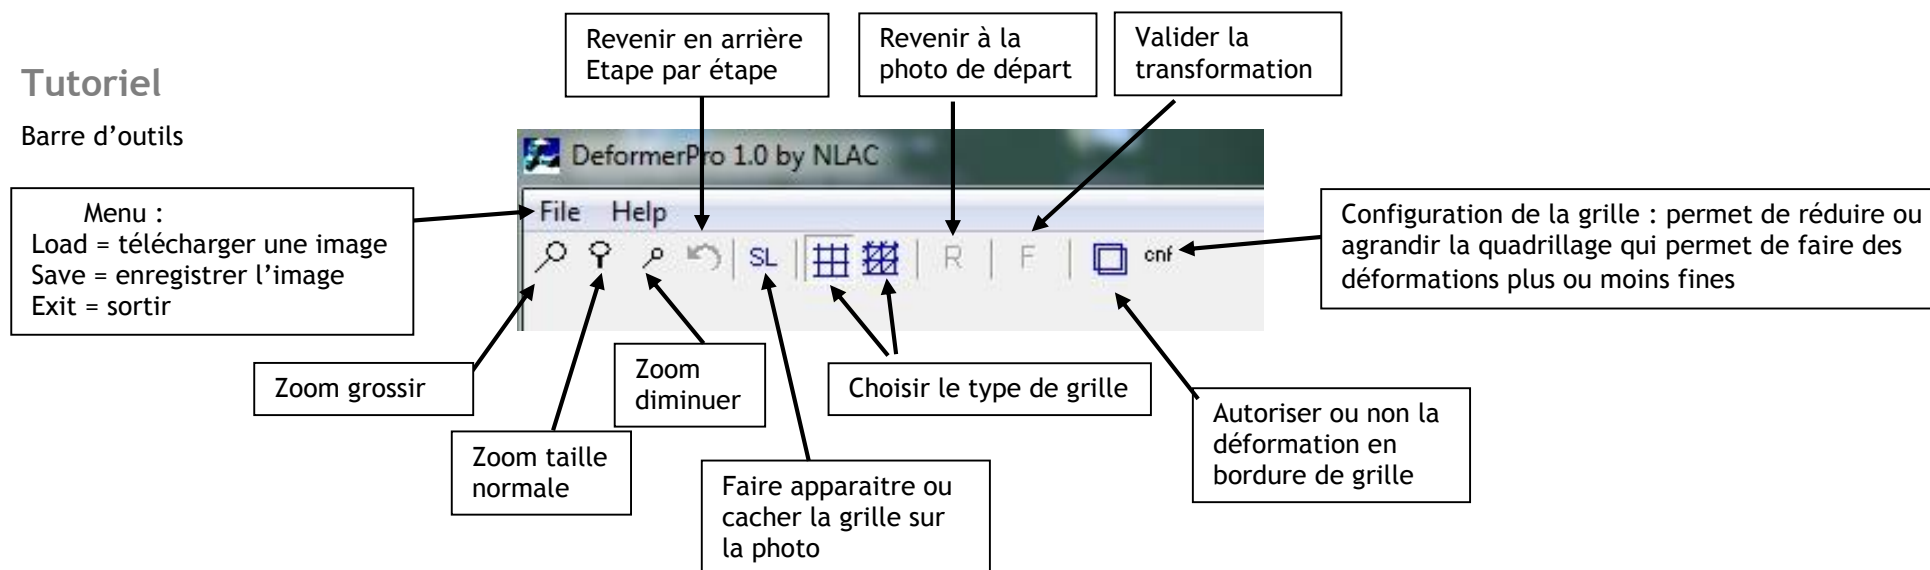 Revenir en arrière
Etape par étape
Revenir à la
photo de départ
Valider la
transformation
Tutoriel
Barre d’outils
DeformerPro 1.0 by NLAC
Menu :
Load = télécharger une image
Save = enregistrer l’image
Exit = sortir
File Help
SL R F cnf
Configuration de la grille : permet de réduire ou
agrandir la quadrillage qui permet de faire des
déformations plus ou moins fines
Zoom grossir
Zoom
diminuer
Choisir le type de grille
Autoriser ou non la
déformation en
bordure de grille
Zoom taille
normale
Faire apparaitre ou
cacher la grille sur
la photo